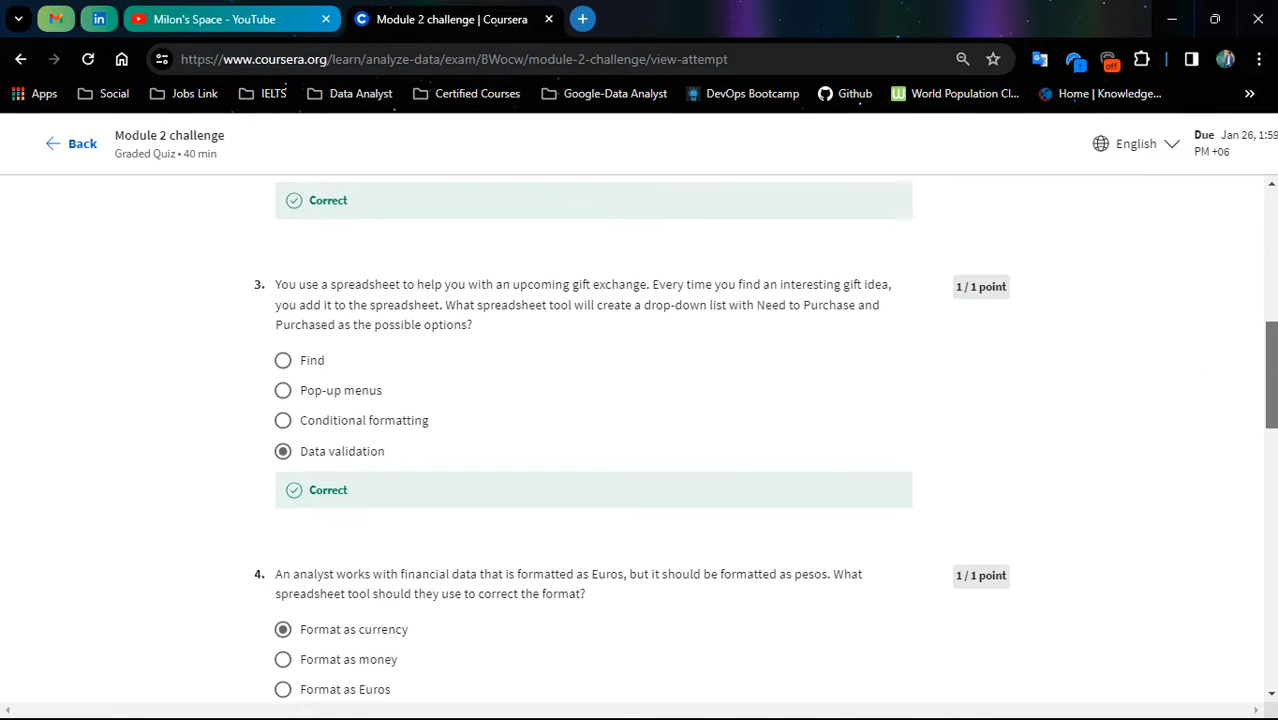 Milon's Space - YouTube
Module 2 challenge | Coursera
https://www.coursera.org/learn/analyze-data/exam/BWocw/module-2-challenge/view-attempt
off
Apps Social Jobs Link IELTS Data Analyst Certified Courses Google-Data Analyst DevOps Bootcamp Github World Population Cl... Home | Knowledge...
Back
Module 2 challenge
Graded Quiz • 40 min
English
Due Jan 26, 1:59
PM +06
Correct
3. You use a spreadsheet to help you with an upcoming gift exchange. Every time you find an interesting gift idea,
you add it to the spreadsheet. What spreadsheet tool will create a drop-down list with Need to Purchase and
Purchased as the possible options?
1 / 1 point
Find
Pop-up menus
Conditional formatting
Data validation
Correct
4. An analyst works with financial data that is formatted as Euros, but it should be formatted as pesos. What
spreadsheet tool should they use to correct the format?
1 / 1 point
Format as currency
Format as money
Format as Euros